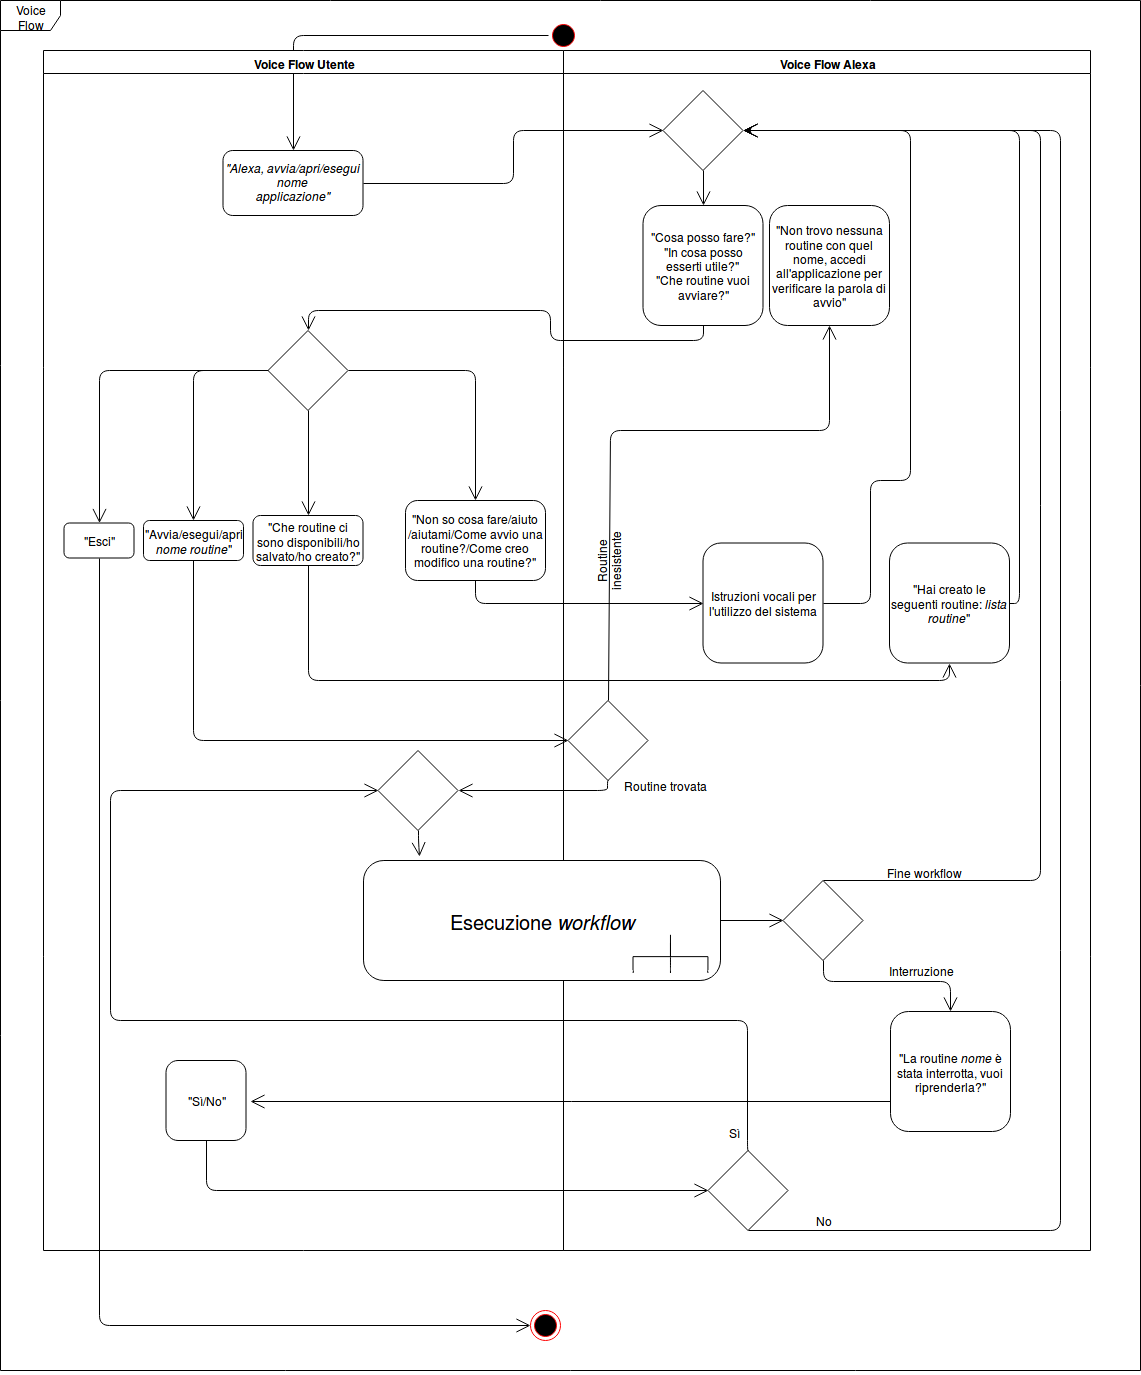 Voice
Flow
Voice Flow Utente
Voice Flow Alexa
"Alexa, avvia/apri/esegui
nome
applicazione"
"Cosa posso fare?"
"In cosa posso
esserti utile?"
"Che routine vuoi
avviare?"
"Non trovo nessuna
routine con quel
nome, accedi
all'applicazione per
verificare la parola di
avvio"
"Esci"
"Avvia/esegui/apri
nome routine"
"Che routine ci
sono disponibili/ho
salvato/ho creato?"
"Non so cosa fare/aiuto
/aiutami/Come avvio una
routine?/Come creo
modifico una routine?"
Routine
inesistente
Istruzioni vocali per
l'utilizzo del sistema
"Hai creato le
seguenti routine: lista
routine"
Routine trovata
Esecuzione workflow
Fine workflow
Interruzione
"La routine nome è
stata interrotta, vuoi
riprenderla?"
"Sì/No"
Sì
No